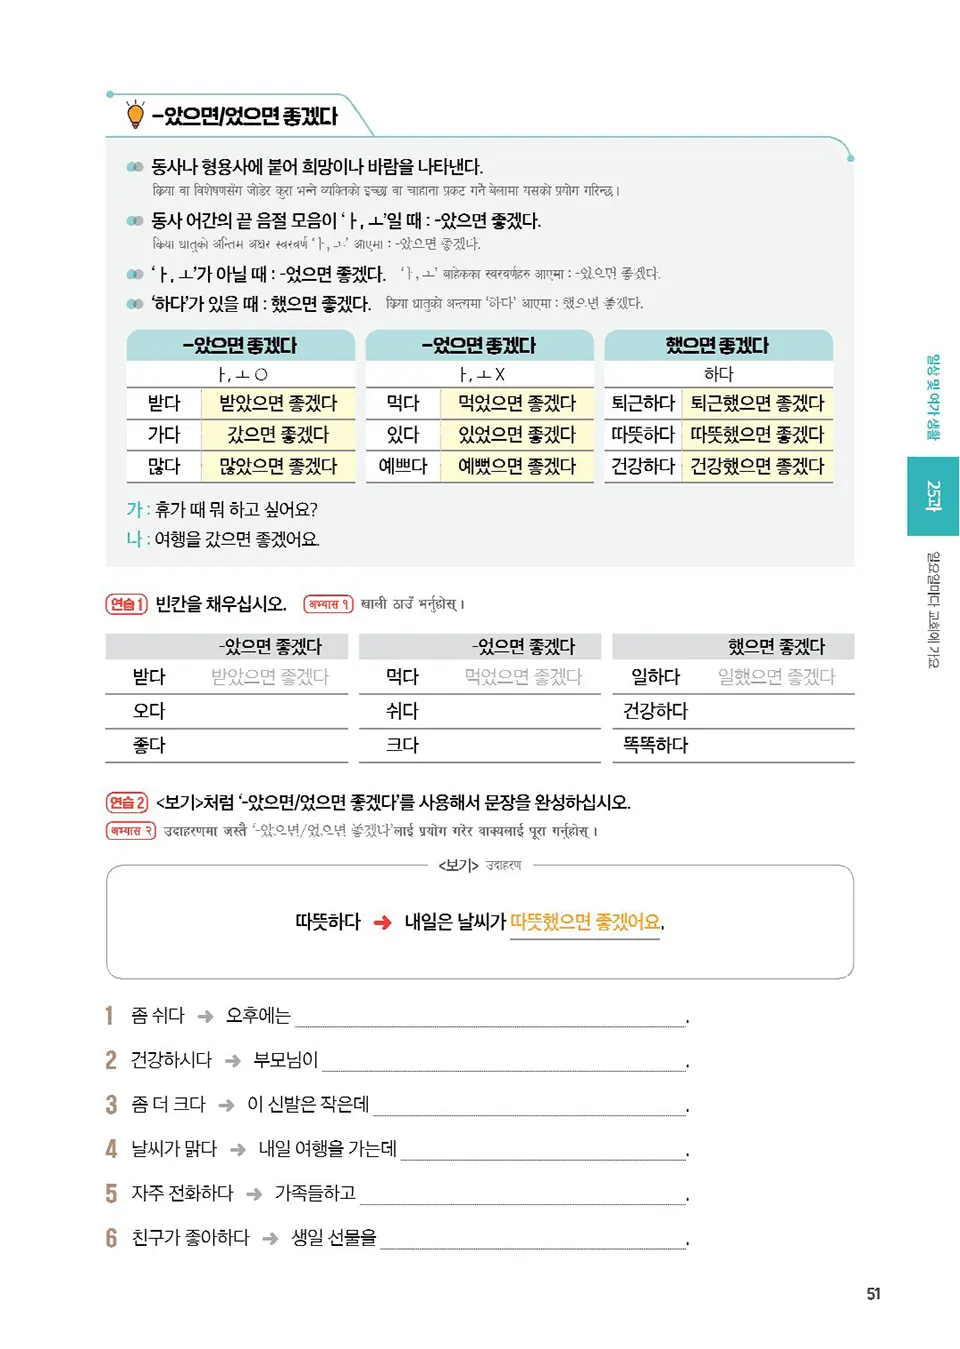 -았으면/었으면 좋겠다
동사나 형용사에 붙어 희망이나 바람을 나타낸다.
क्रिया वा विशेषणसँग जोडेर कुरा भन्ने व्यक्तिको इच्छा वा चाहाना प्रकट गर्ने बेलामा यसको प्रयोग गरिन्छ ।
동사 어간의 끝 음절 모음이 ‘ㅏ, ㅗ’일 때 : -았으면 좋겠다.
क्रिया धातुको अन्तिम अक्षर स्वरवर्ण ‘ㅏ, ㅗ’ आएमा : -았으면 좋겠다.
‘ㅏ, ㅗ’가 아닐 때 : -었으면 좋겠다. ‘ㅏ, ㅗ’ बाहेकका स्वरवर्णहरु आएमा : -었으면 좋겠다.
‘하다’가 있을 때 : 했으면 좋겠다. क्रिया धातुको अन्त्यमा ‘하다’ आएमा : 했으면 좋겠다.
-았으면 좋겠다 -었으면 좋겠다 했으면 좋겠다
ㅏ, ㅗ ○ ㅏ, ㅗ X 하다
받다 받았으면 좋겠다 먹다 먹었으면 좋겠다 퇴근하다 퇴근했으면 좋겠다
가다 갔으면 좋겠다 있다 있었으면 좋겠다 따뜻하다 따뜻했으면 좋겠다
많다 많았으면 좋겠다 예쁘다 예뻤으면 좋겠다 건강하다 건강했으면 좋겠다
가 : 휴가 때 뭐 하고 싶어요?
나 : 여행을 갔으면 좋겠어요.
연습 1 빈칸을 채우십시오. अभ्यास १ खाली ठाउँ भर्नुहोस् ।
-았으면 좋겠다 -었으면 좋겠다 했으면 좋겠다
받다 받았으면 좋겠다 먹다 먹었으면 좋겠다 일하다 일했으면 좋겠다
오다 쉬다 건강하다
좋다 크다 똑똑하다
연습 2 <보기>처럼 ‘-았으면/었으면 좋겠다’를 사용해서 문장을 완성하십시오.
अभ्यास २ उदाहरणमा जस्तै ‘-았으면/었으면 좋겠다’लाई प्रयोग गरेर वाक्यलाई पूरा गर्नुहोस् ।
<보기> उदाहरण
따뜻하다 ➜ 내일은 날씨가 따뜻했으면 좋겠어요.
1 좀 쉬다 ➜ 오후에는 .
2 건강하시다 ➜ 부모님이 .
3 좀 더 크다 ➜ 이 신발은 작은데 .
4 날씨가 맑다 ➜ 내일 여행을 가는데 .
5 자주 전화하다 ➜ 가족들하고 .
6 친구가 좋아하다 ➜ 생일 선물을 .
일상 및 여가 생활
25과
일요일마다 교회에 가요
51